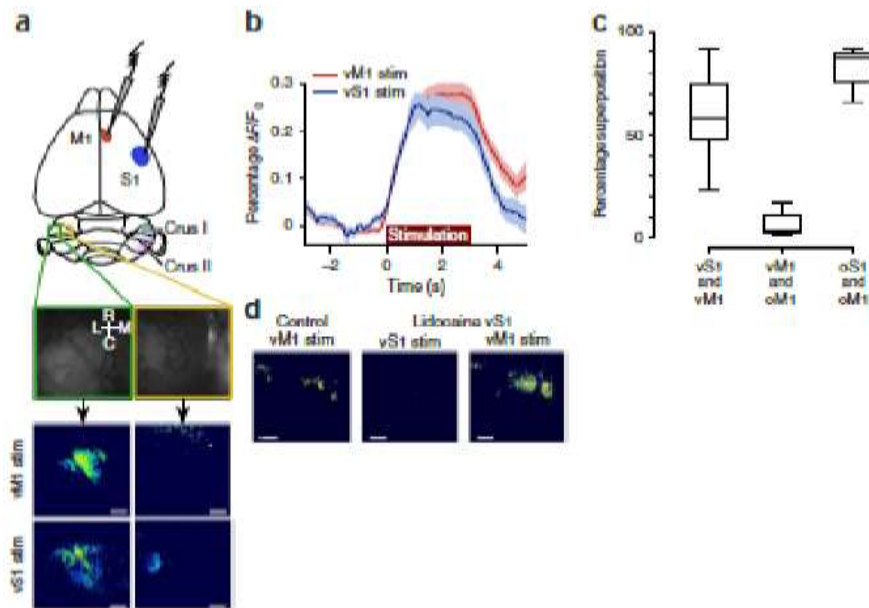 a
M1
S1
Crus I
Crus II
R
L M
C
vM1 stim
vS1 stim
b
vM1 stim
vS1 stim
Percentage ΔR/F0
0.3
0.2
0.1
0
Stimulation
−2 0 2 4
Time (s)
c
Percentage superposition
100
50
0
vS1 and vM1
vM1 and oM1
oS1 and oM1
d
Control
vM1 stim
Lidocaine vS1
vS1 stim
vM1 stim